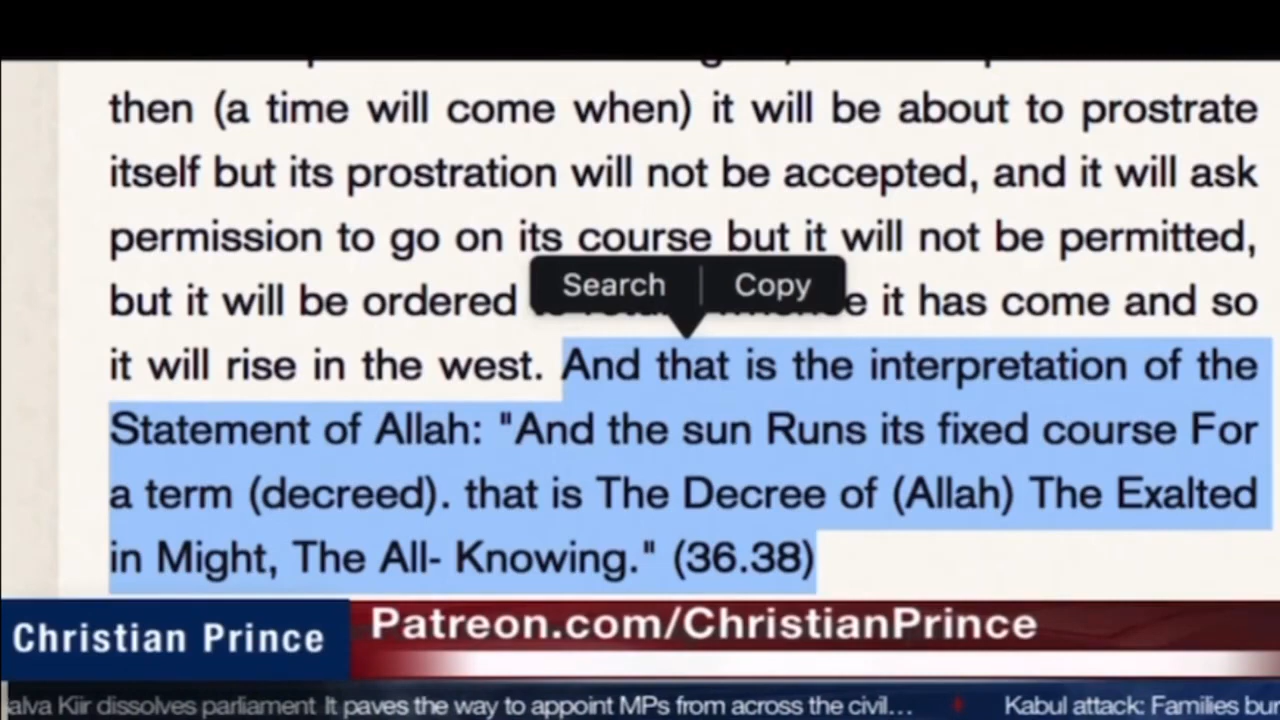 then (a time will come when) it will be about to prostrate
itself but its prostration will not be accepted, and it will ask
permission to go on its course but it will not be permitted,
Search Copy
but it will be ordered it has come and so
it will rise in the west. And that is the interpretation of the
Statement of Allah: "And the sun Runs its fixed course For
a term (decreed). that is The Decree of (Allah) The Exalted
in Might, The All- Knowing." (36.38)
Christian Prince
Patreon.com/ChristianPrince
alva Kiir dissolves parliament It paves the way to appoint MPs from across the civil... Kabul attack: Families bur